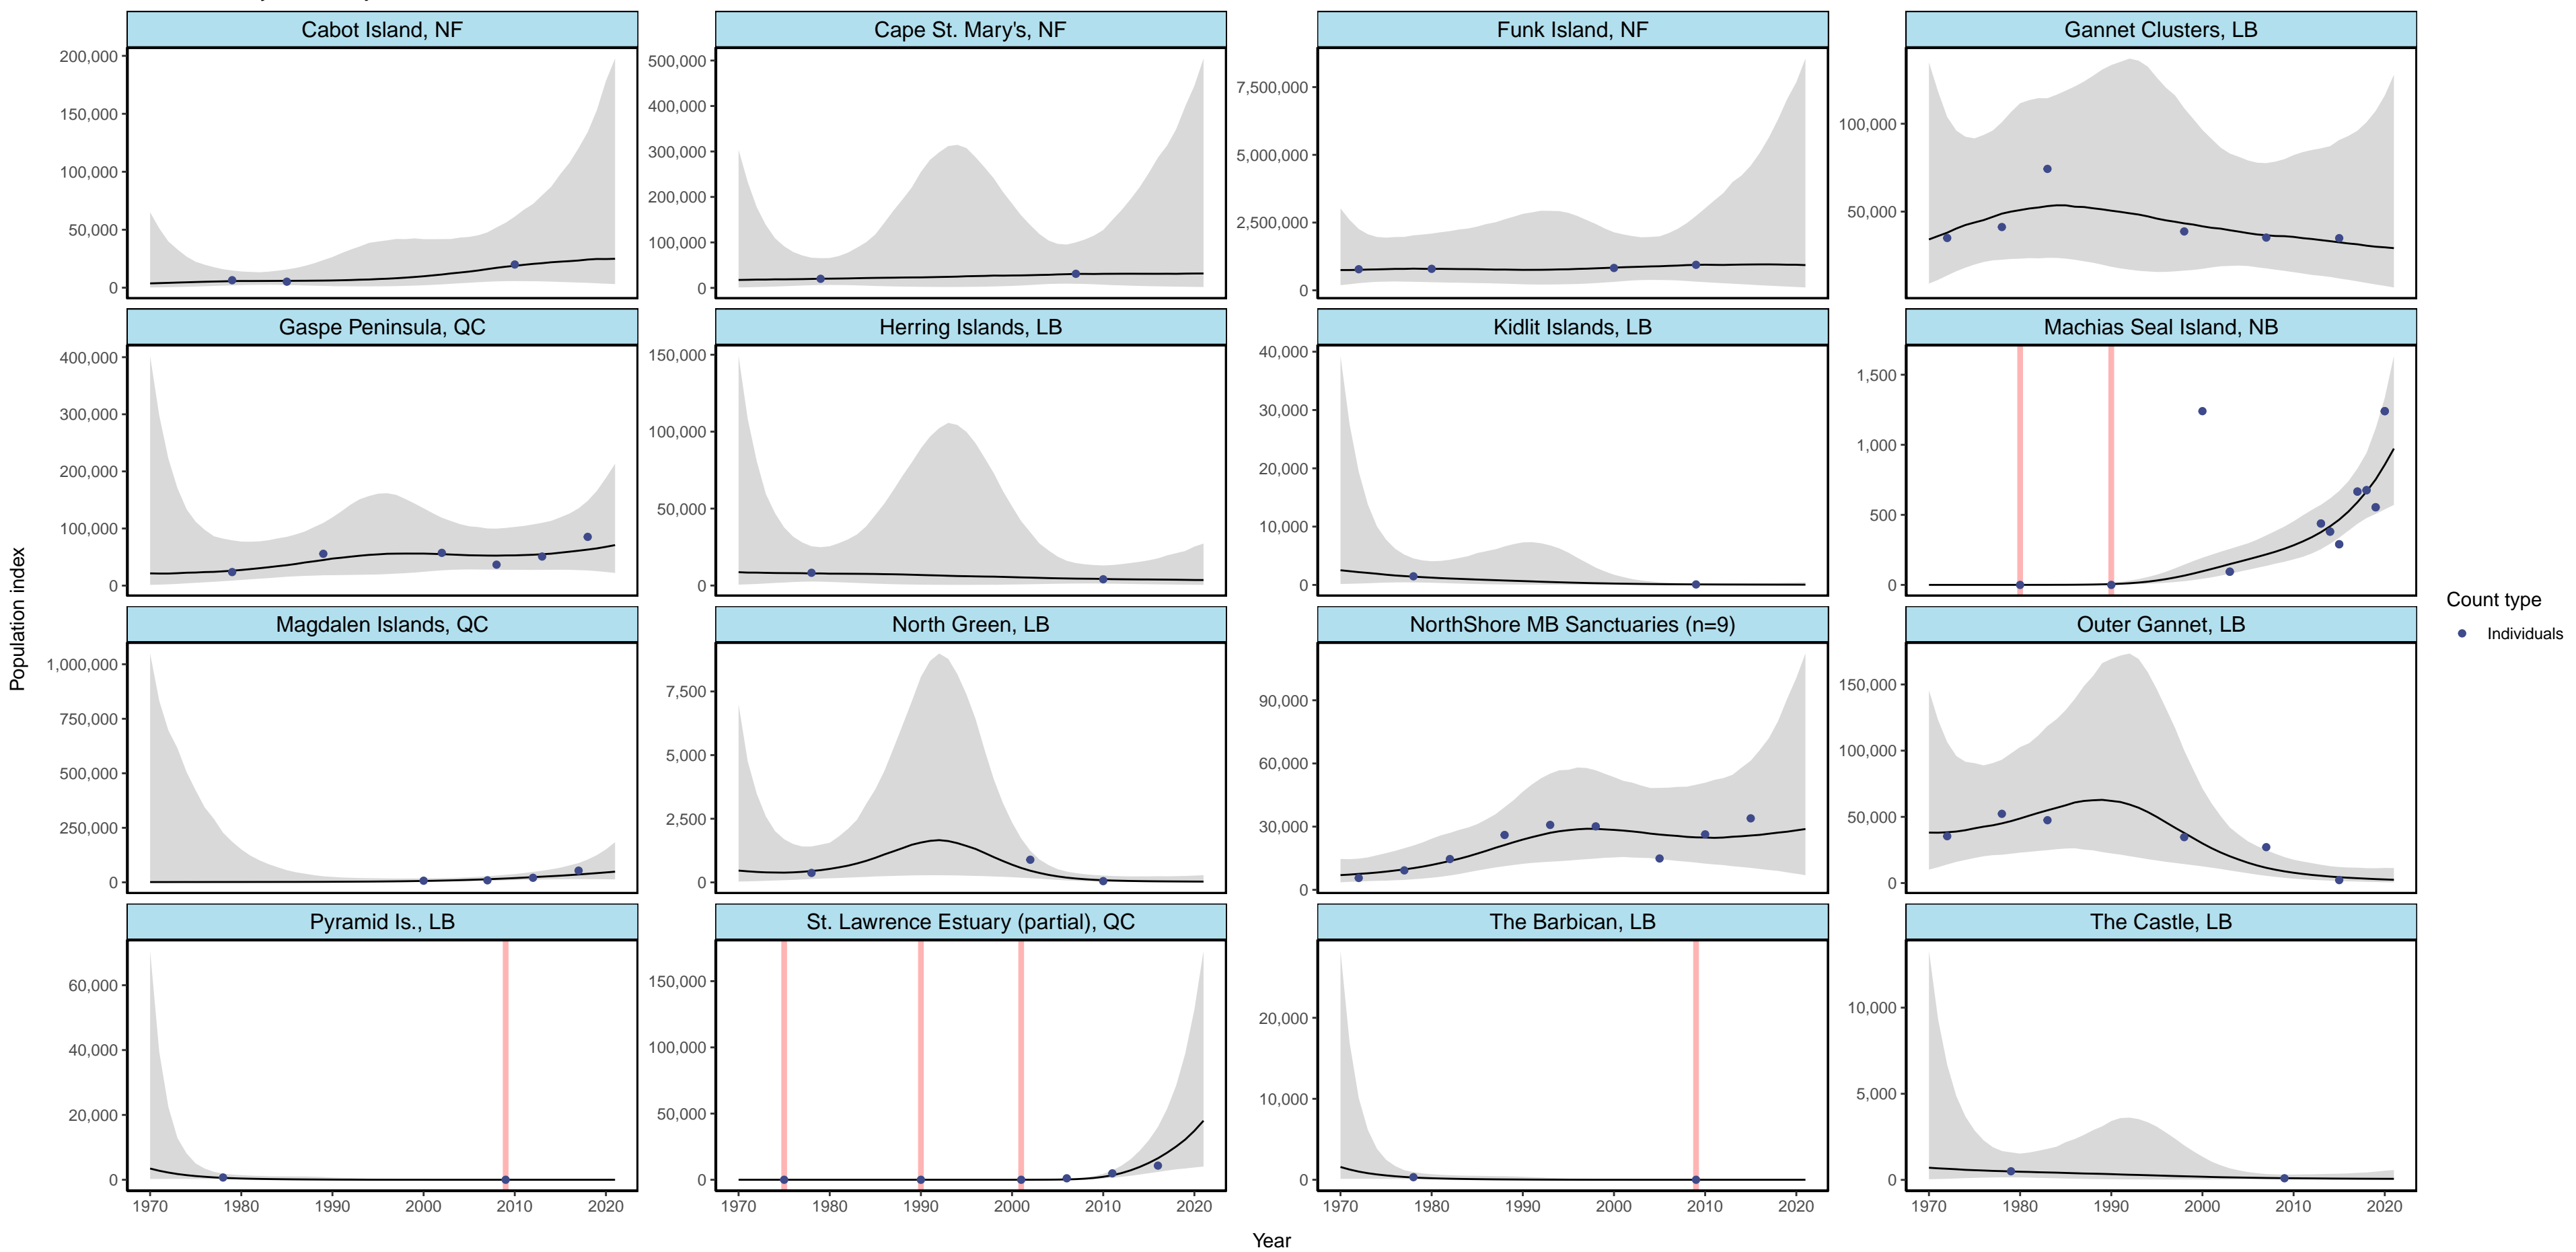 Cabot Island, NF
Cape St. Mary's, NF
Funk Island, NF
Gannet Clusters, LB
200,000
150,000
100,000
50,000
0
500,000
400,000
300,000
200,000
100,000
0
7,500,000
5,000,000
2,500,000
0
100,000
50,000
Gaspe Peninsula, QC
Herring Islands, LB
Kidlit Islands, LB
Machias Seal Island, NB
400,000
300,000
200,000
100,000
0
150,000
100,000
50,000
0
40,000
30,000
20,000
10,000
0
1,500
1,000
500
0
Magdalen Islands, QC
North Green, LB
NorthShore MB Sanctuaries (n=9)
Outer Gannet, LB
1,000,000
750,000
500,000
250,000
0
7,500
5,000
2,500
0
90,000
60,000
30,000
0
150,000
100,000
50,000
0
Pyramid Is., LB
St. Lawrence Estuary (partial), QC
The Barbican, LB
The Castle, LB
60,000
40,000
20,000
0
150,000
100,000
50,000
0
20,000
10,000
0
10,000
5,000
0
1970 1980 1990 2000 2010 2020
1970 1980 1990 2000 2010 2020
1970 1980 1990 2000 2010 2020
1970 1980 1990 2000 2010 2020
Year
Population index
Count type
Individuals